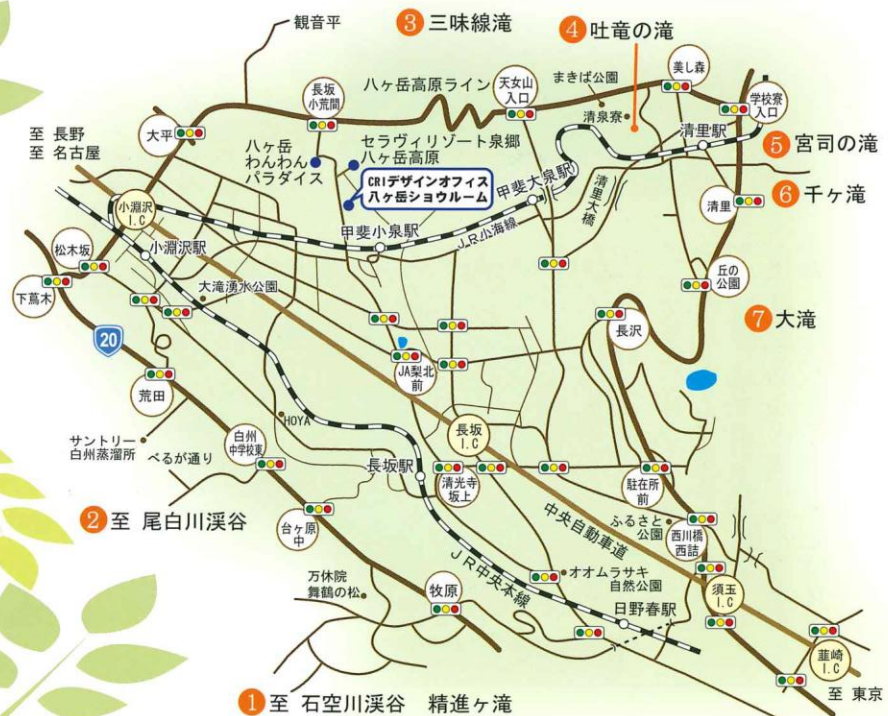 観音平
3 三味線滝
4 吐竜の滝
美し森
長坂
小荒間
八ヶ岳高原ライン
天女山
入口
まきば公園
学校寮
入口
至 長野
至 名古屋
大平
清泉寮
清里駅
5 宮司の滝
八ヶ岳
わんわん
パラダイス
セラヴィリゾート泉郷
八ヶ岳高原
CRIデザインオフィス
八ヶ岳ショウルーム
甲斐大泉駅
清里大橋
6 千ヶ滝
清里
小淵沢
I.C
甲斐小泉駅
JR小海線
松木坂
小淵沢駅
下蔦木
大滝湧水公園
丘の
公園
20
長沢
7 大滝
JA梨北
前
荒田
HOYA
長坂
I.C
サントリー
白州蒸溜所
べるが通り
白州
中学校東
長坂駅
清光寺
坂上
駐在所
前
2 至 尾白川渓谷
台ヶ原
中
中央自動車道
ふるさと
公園
西川橋
西詰
万休院
舞鶴の松
JR中央本線
オオムラサキ
自然公園
牧原
日野春駅
須玉
I.C
韮崎
I.C
至 東京
1 至 石空川渓谷 精進ヶ滝